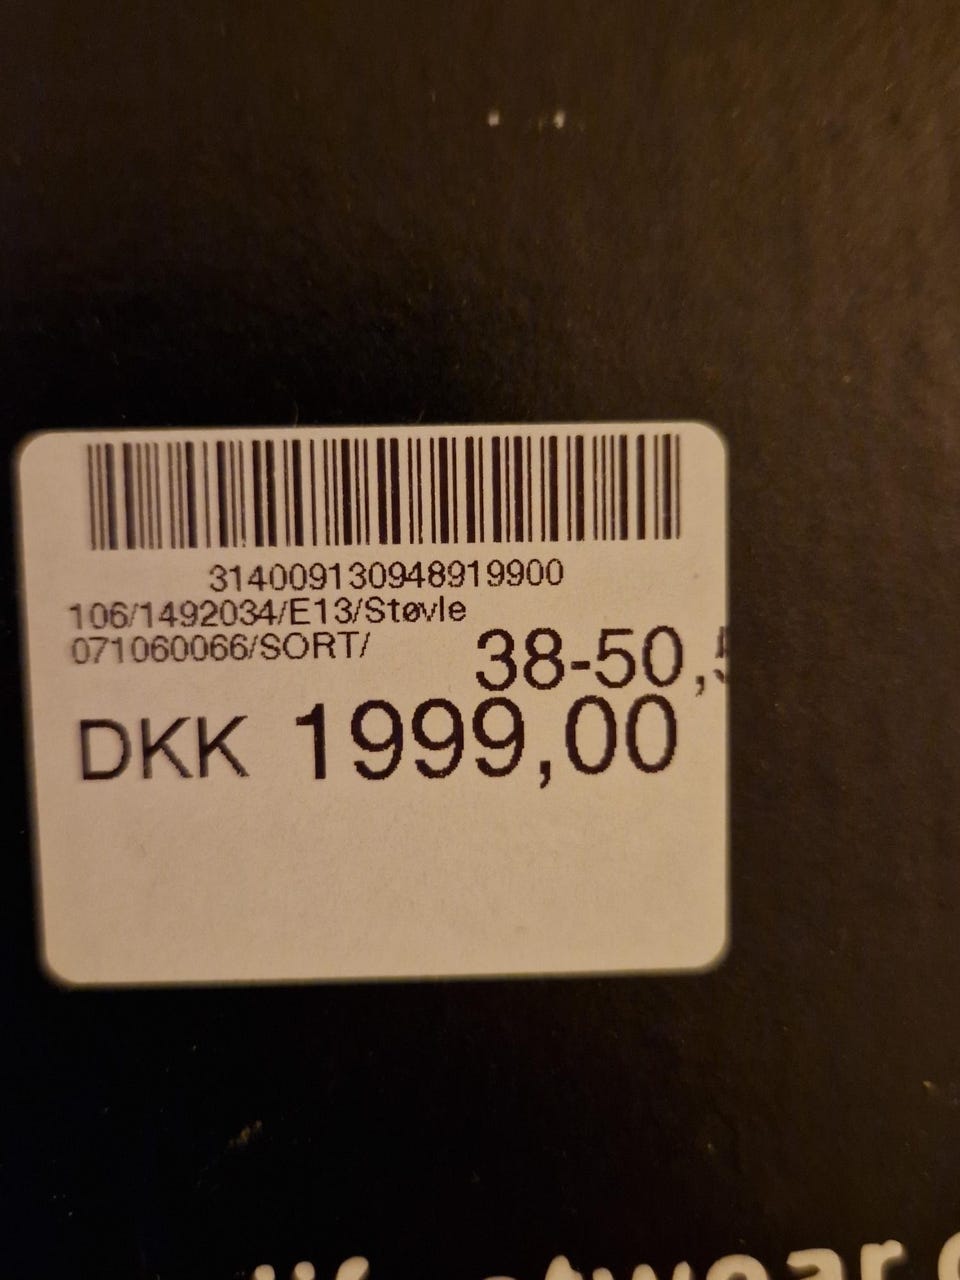 314009130948919900
106/1492034/E13/Støvle
071060066/SORT/
38-50,5
DKK 1999,00